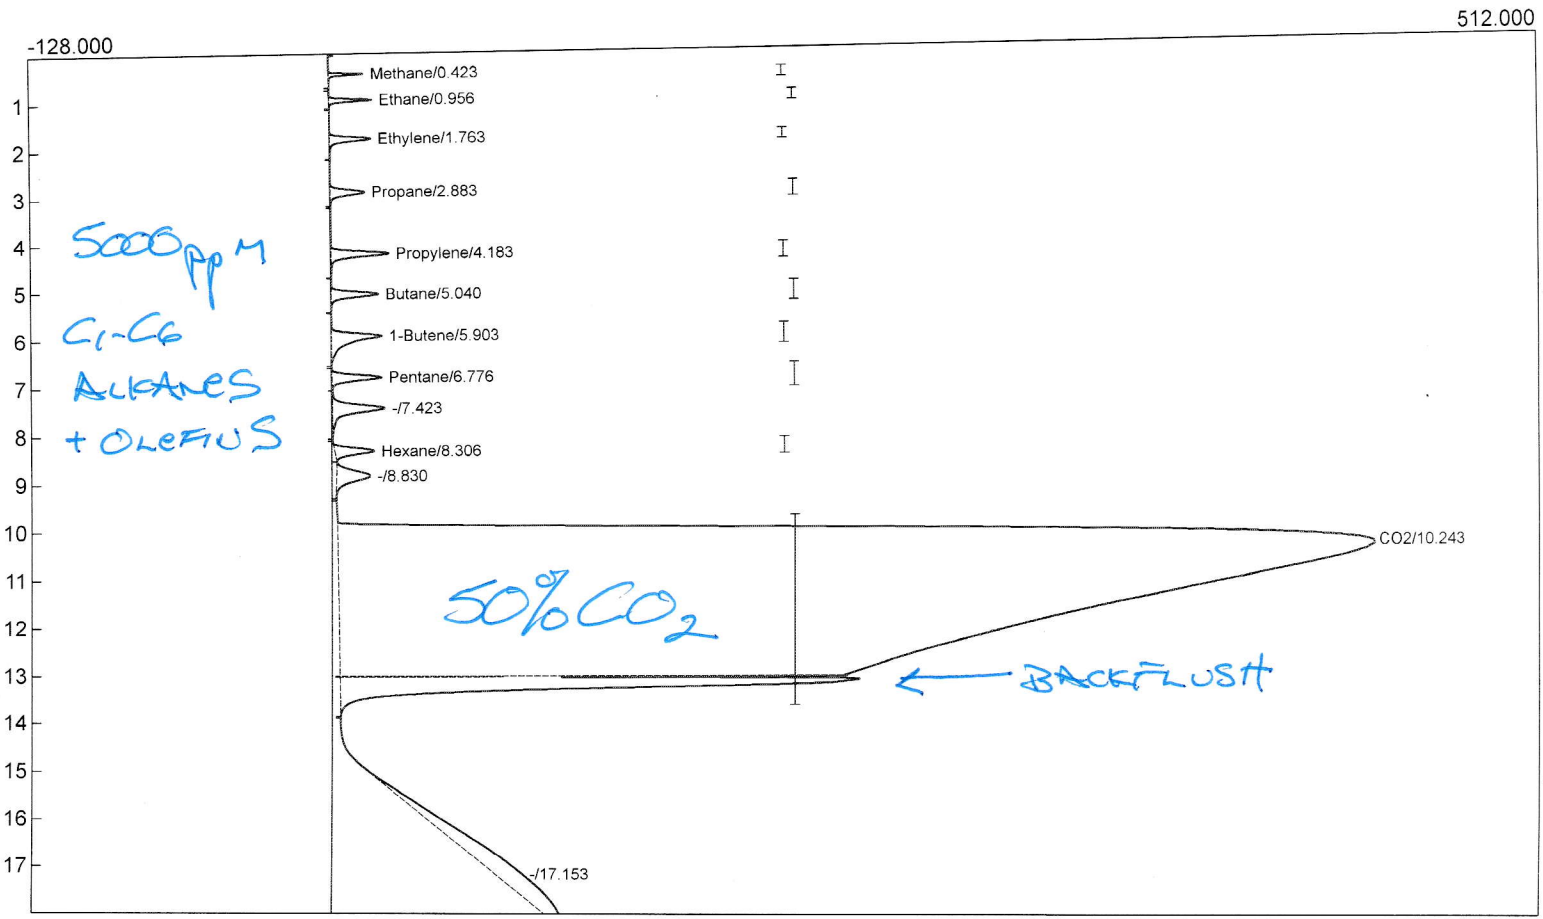 -128.000
512.000
Methane/0.423
Ethane/0.956
1
Ethylene/1.763
2
Propane/2.883
3
5000ppM
4
Propylene/4.183
Butane/5.040
5
C1-C6
1-Butene/5.903
6
Pentane/6.776
ALKANES
7
-/7.423
+ OLEFINS
8
Hexane/8.306
-/8.830
9
10
CO2/10.243
11
50% CO2
12
13
BACKFLUSH
14
15
16
17
-/17.153